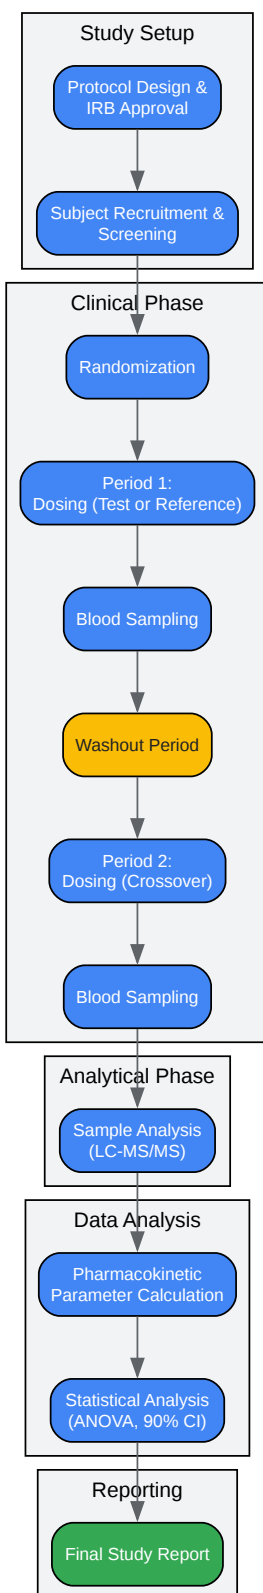 Study Setup
Protocol Design &
IRB Approval
Subject Recruitment &
Screening
Clinical Phase
Randomization
Period 1:
Dosing (Test or Reference)
Blood Sampling
Washout Period
Period 2:
Dosing (Crossover)
Blood Sampling
Analytical Phase
Sample Analysis
(LC-MS/MS)
Data Analysis
Pharmacokinetic
Parameter Calculation
Statistical Analysis
(ANOVA, 90% CI)
Reporting
Final Study Report